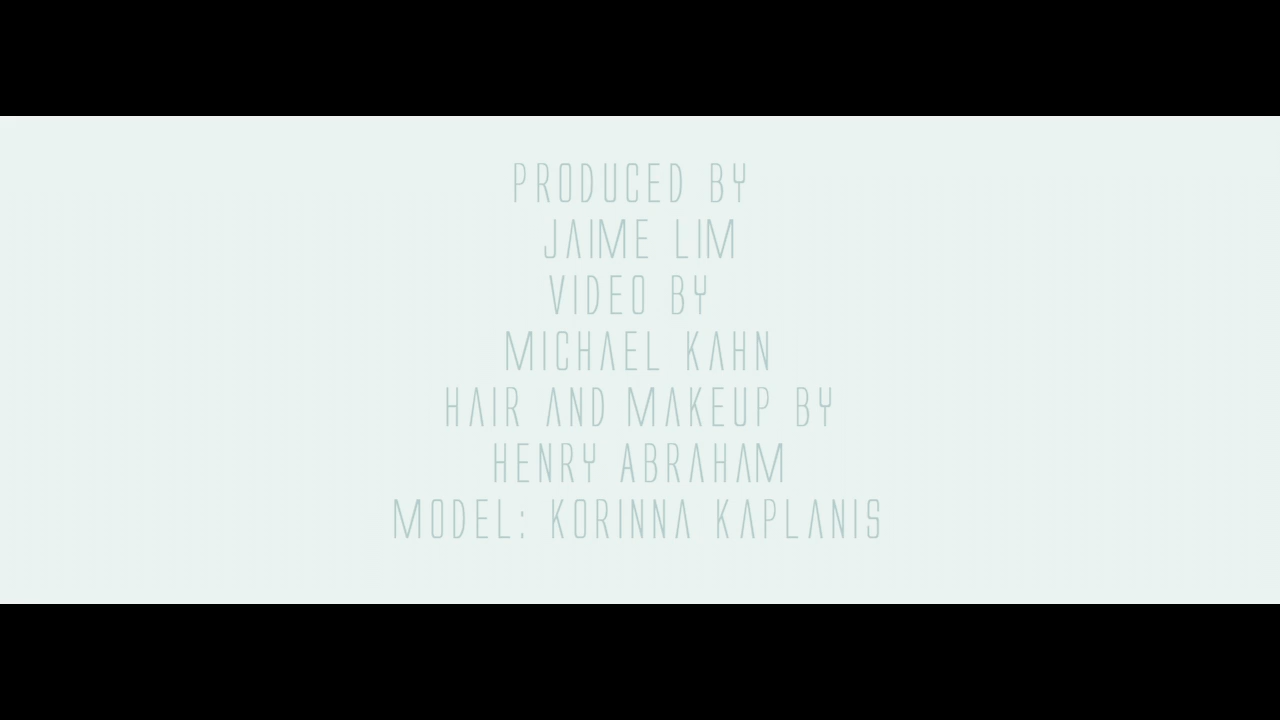 PRODUCED BY
JAIME LIM
VIDEO BY
MICHAEL KAHN
HAIR AND MAKEUP BY
HENRY ABRAHAM
MODEL: KORINNA KAPLANIS